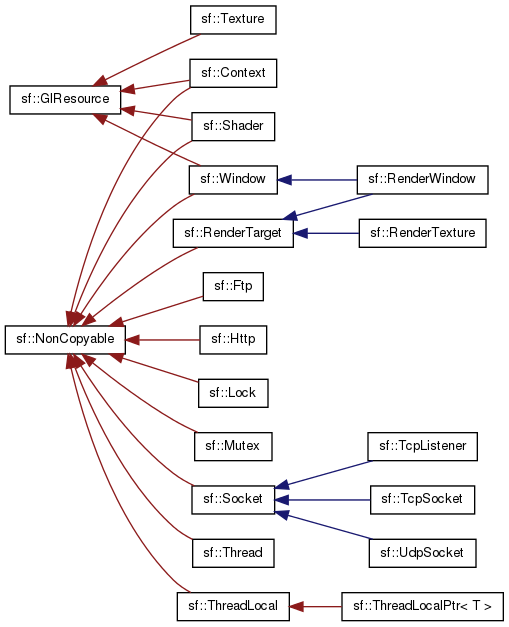 sf::Texture
sf::Context
sf::GlResource
sf::Shader
sf::Window
sf::RenderWindow
sf::RenderTarget
sf::RenderTexture
sf::Ftp
sf::NonCopyable
sf::Http
sf::Lock
sf::Mutex
sf::TcpListener
sf::Socket
sf::TcpSocket
sf::Thread
sf::UdpSocket
sf::ThreadLocal
sf::ThreadLocalPtr< T >